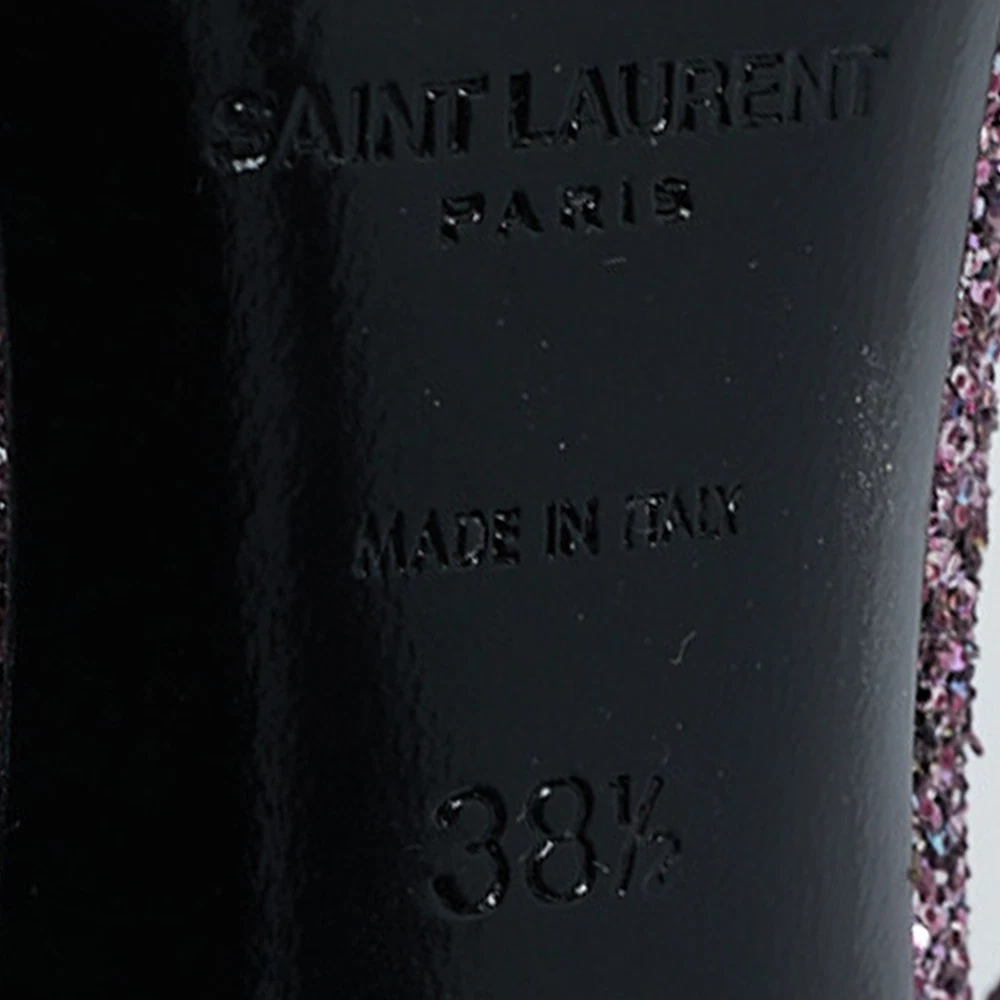 SAINT LAURENT
PARIS
MADE IN ITALY
38½